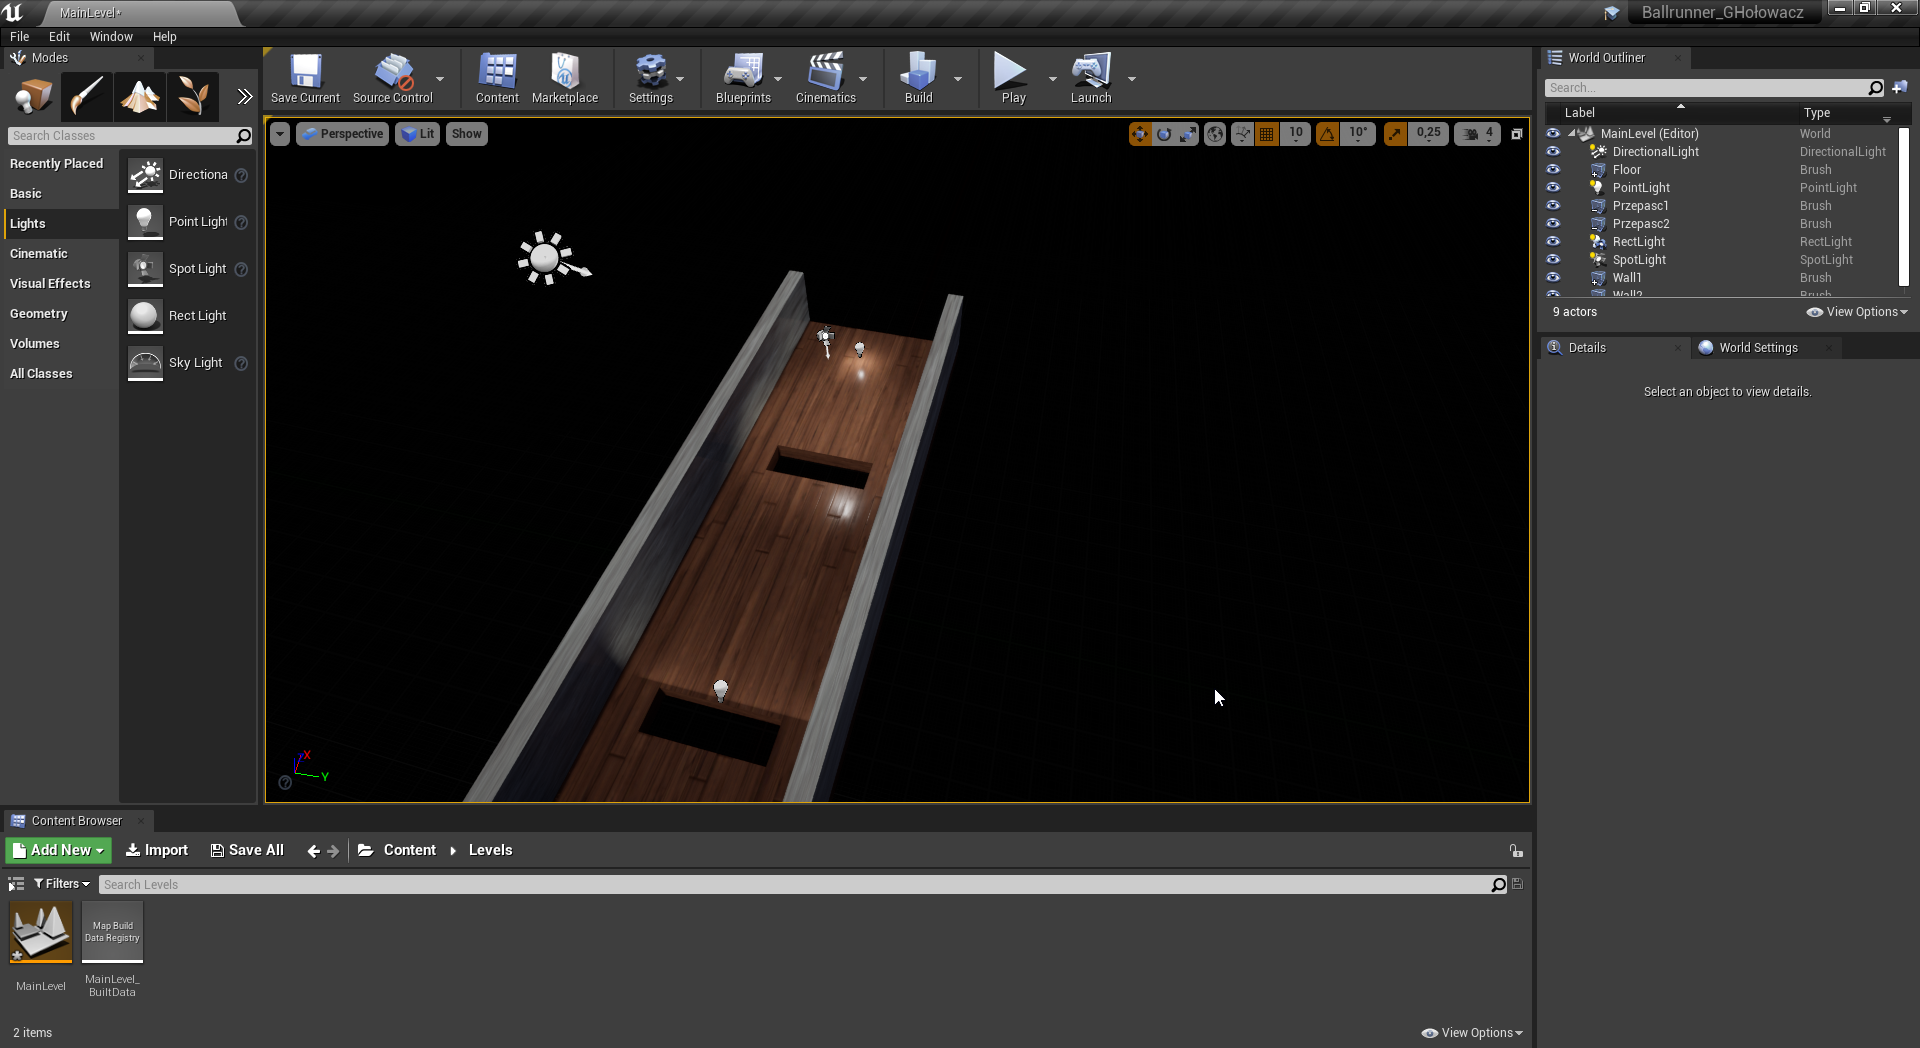 MainLevel*
Ballrunner_GHołowacz
File Edit Window Help
Modes
Search Classes
Recently Placed
Basic
Lights
Cinematic
Visual Effects
Geometry
Volumes
All Classes
Directiona
Point Light
Spot Light
Rect Light
Sky Light
Save Current
Source Control
Content
Marketplace
Settings
Blueprints
Cinematics
Build
Play
Launch
Perspective Lit Show
10 10° 0,25 4
X
Y
World Outliner
Search...
Label Type
MainLevel (Editor) World
DirectionalLight DirectionalLight
Floor Brush
PointLight PointLight
Przepasc1 Brush
Przepasc2 Brush
RectLight RectLight
SpotLight SpotLight
Wall1 Brush
Wall2 Brush
9 actors
View Options
Details
World Settings
Select an object to view details.
Content Browser
Add New Import Save All Content Levels
Filters
Search Levels
Map Build
Data Registry
MainLevel
MainLevel_
BuiltData
2 items
View Options